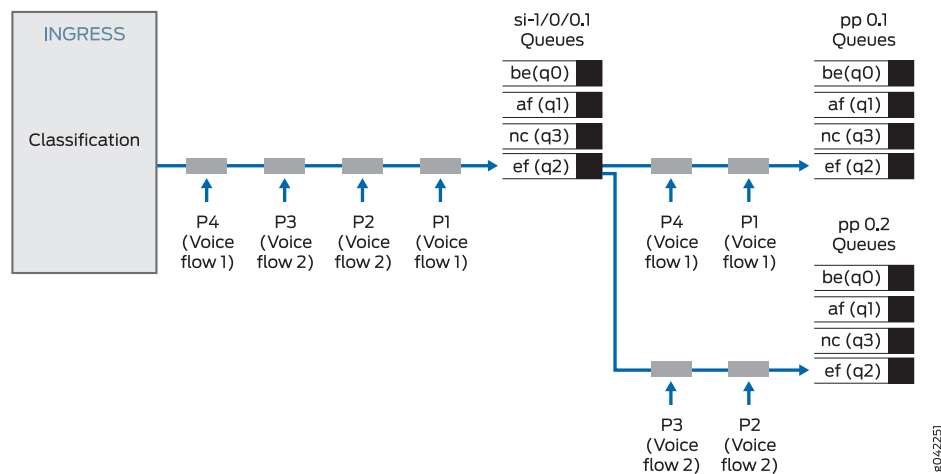 INGRESS
Classification
P4
(Voice
flow 1)
P3
(Voice
flow 2)
P2
(Voice
flow 2)
P1
(Voice
flow 1)
si-1/0/0.1
Queues
be(q0)
af (q1)
nc (q3)
ef (q2)
P4
(Voice
flow 1)
P1
(Voice
flow 1)
pp 0.1
Queues
be(q0)
af (q1)
nc (q3)
ef (q2)
P3
(Voice
flow 2)
P2
(Voice
flow 2)
pp 0.2
Queues
be(q0)
af (q1)
nc (q3)
ef (q2)
g042251